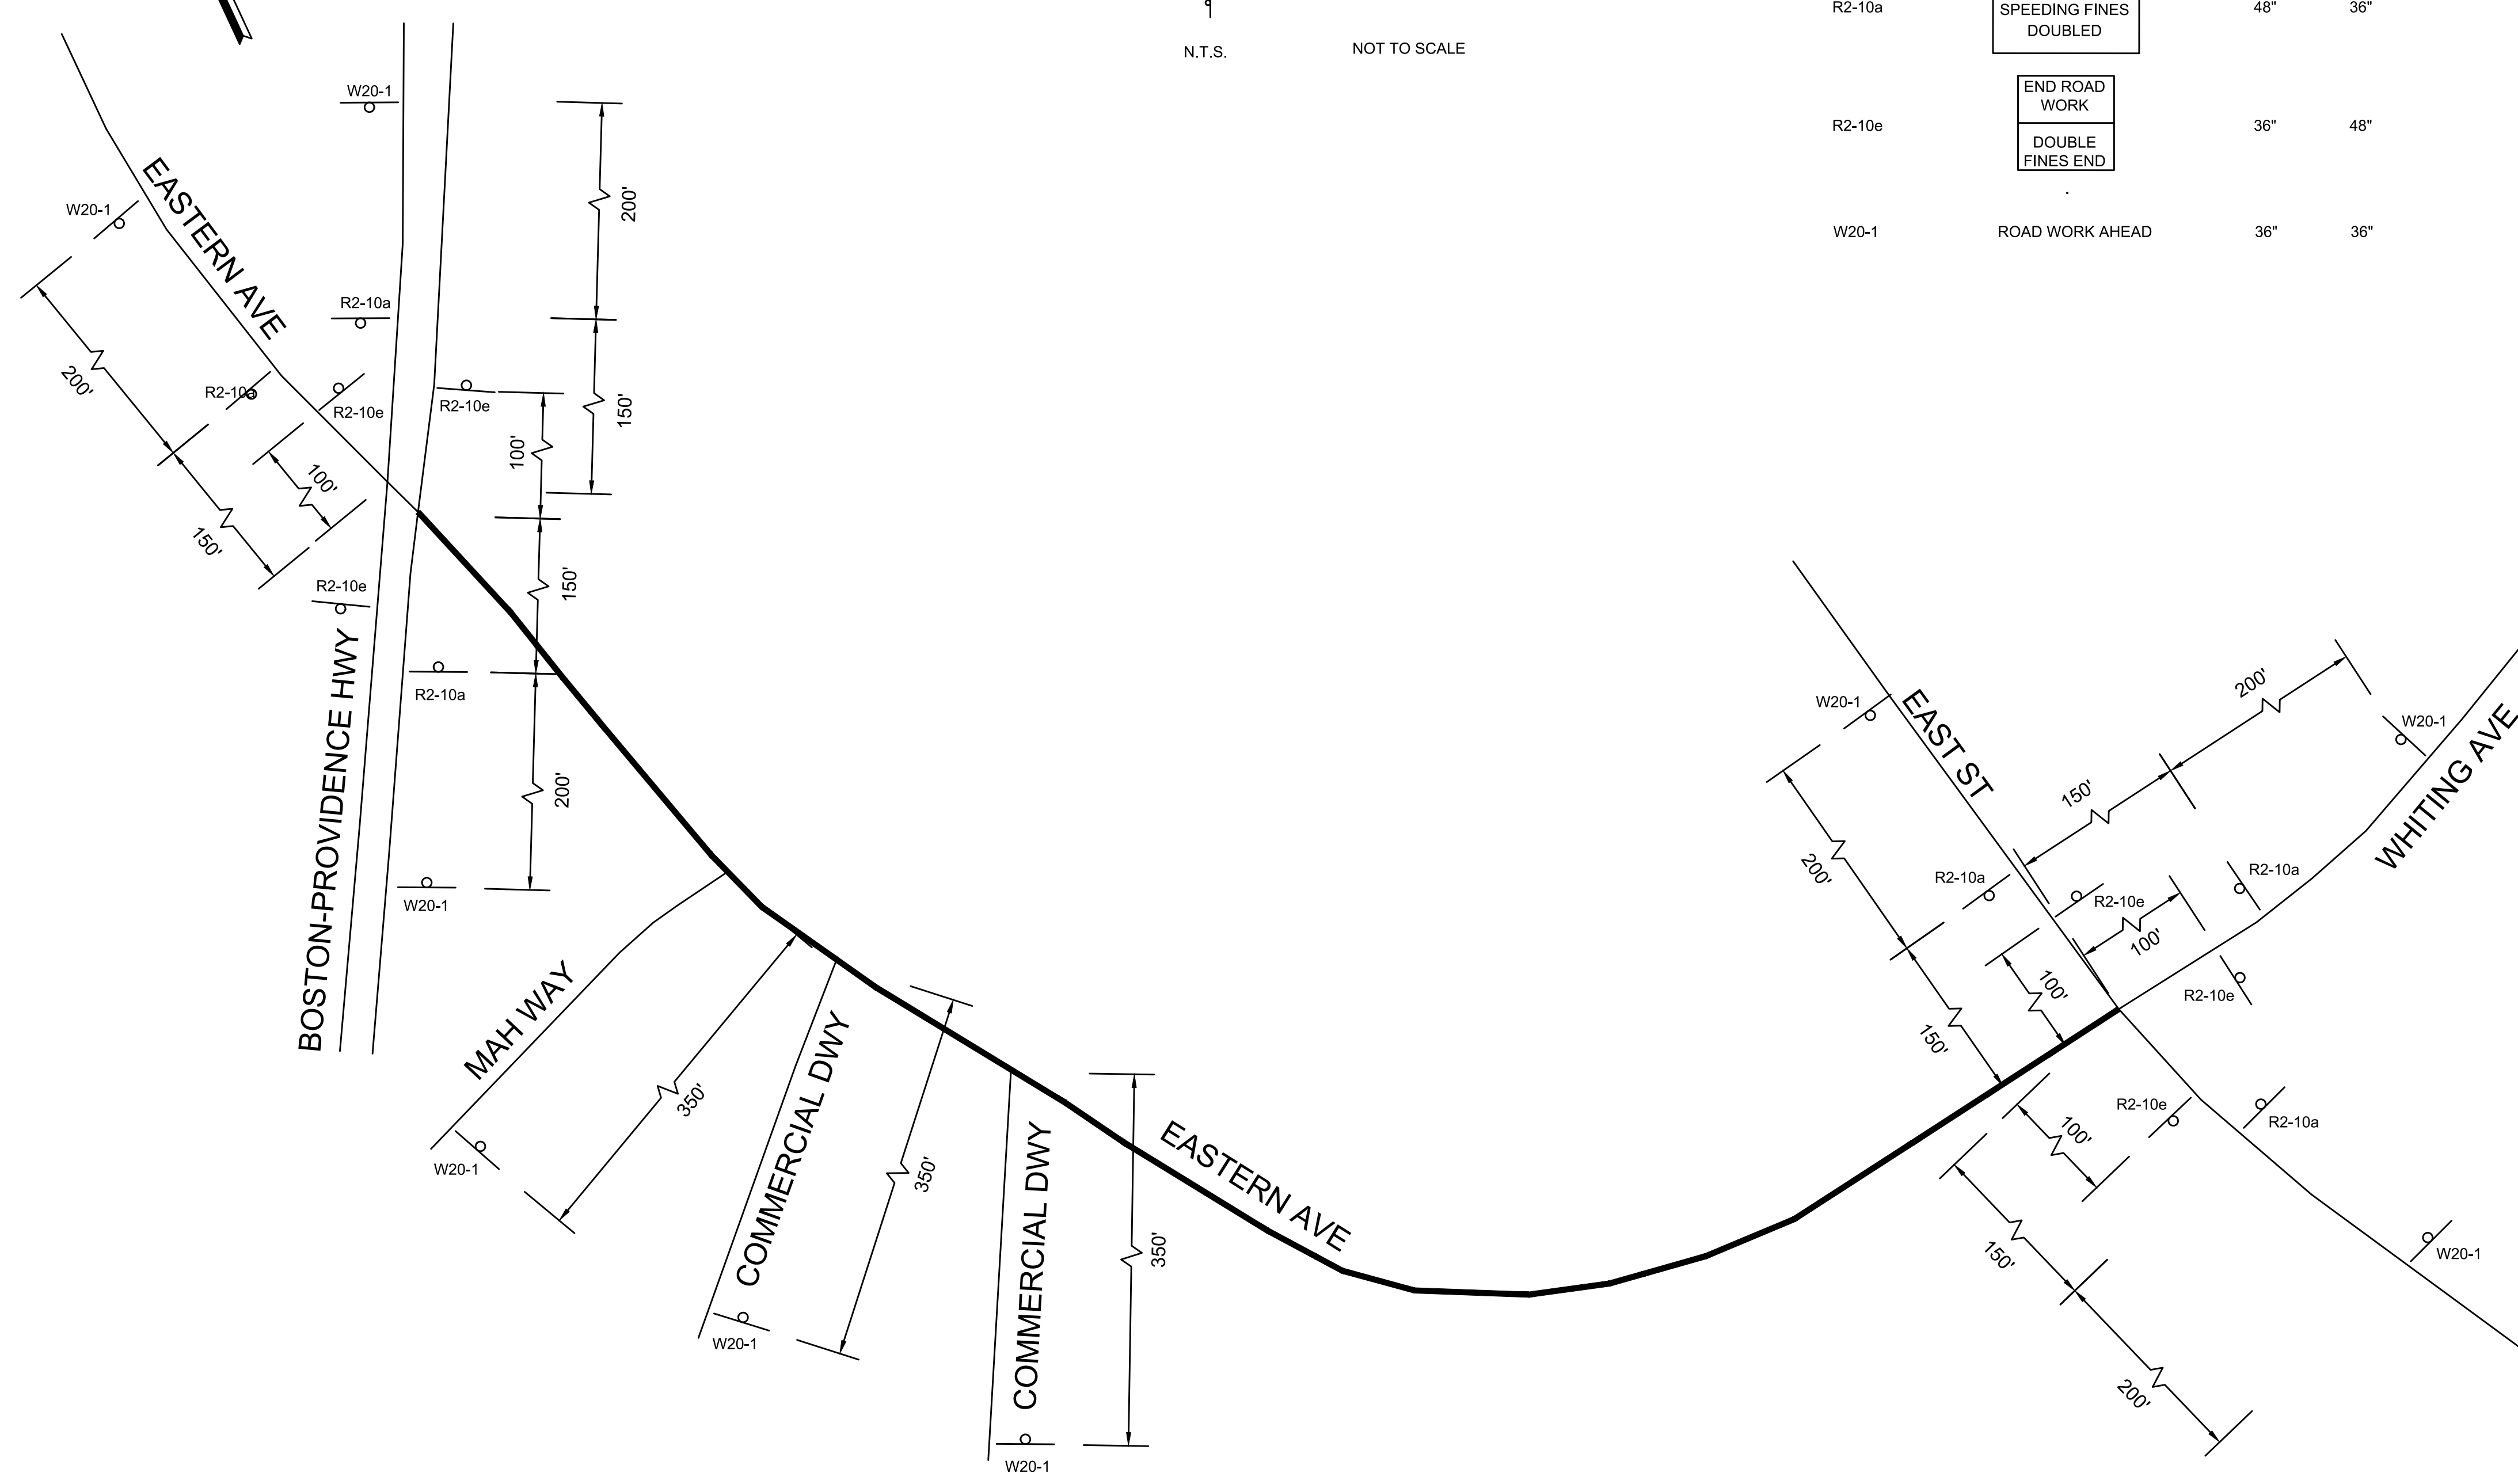 R2-10a
SPEEDING FINES
DOUBLED
48"
36"
N.T.S.
NOT TO SCALE
R2-10e
END ROAD
WORK
DOUBLE
FINES END
36"
48"
W20-1
ROAD WORK AHEAD
36"
36"
W20-1
200'
W20-1
EASTERN AVE
R2-10a
200'
R2-10a
R2-10e
R2-10e
150'
100'
100'
150'
R2-10e
150'
BOSTON-PROVIDENCE HWY
R2-10a
200'
W20-1
MAH WAY
W20-1
350'
COMMERCIAL DWY
W20-1
350'
COMMERCIAL DWY
W20-1
350'
EASTERN AVE
W20-1
EAST ST
200'
W20-1
WHITING AVE
150'
200'
R2-10a
R2-10e
R2-10a
100'
100'
R2-10e
150'
R2-10e
R2-10a
100'
150'
W20-1
200'